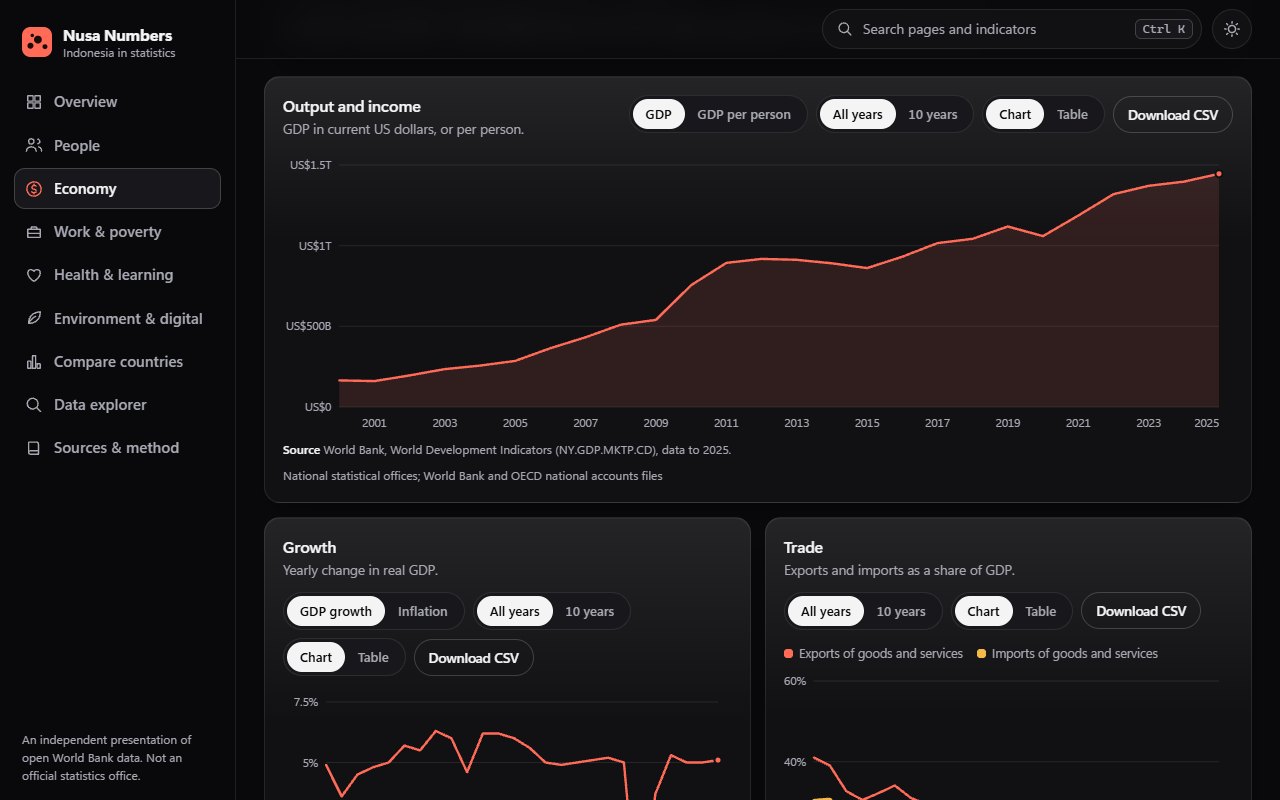 Nusa Numbers
Indonesia in statistics
Search pages and indicators
Ctrl K
Overview
People
Economy
Work & poverty
Health & learning
Environment & digital
Compare countries
Data explorer
Sources & method
An independent presentation of
open World Bank data. Not an
official statistics office.
Output and income
GDP in current US dollars, or per person.
GDP GDP per person
All years 10 years
Chart Table
Download CSV
US$1.5T
US$1T
US$500B
US$0
2001 2003 2005 2007 2009 2011 2013 2015 2017 2019 2021 2023 2025
Source World Bank, World Development Indicators (NY.GDP.MKTP.CD), data to 2025.
National statistical offices; World Bank and OECD national accounts files
Growth
Yearly change in real GDP.
GDP growth Inflation
All years 10 years
Chart Table
Download CSV
7.5%
5%
Trade
Exports and imports as a share of GDP.
All years 10 years
Chart Table
Download CSV
Exports of goods and services
Imports of goods and services
60%
40%